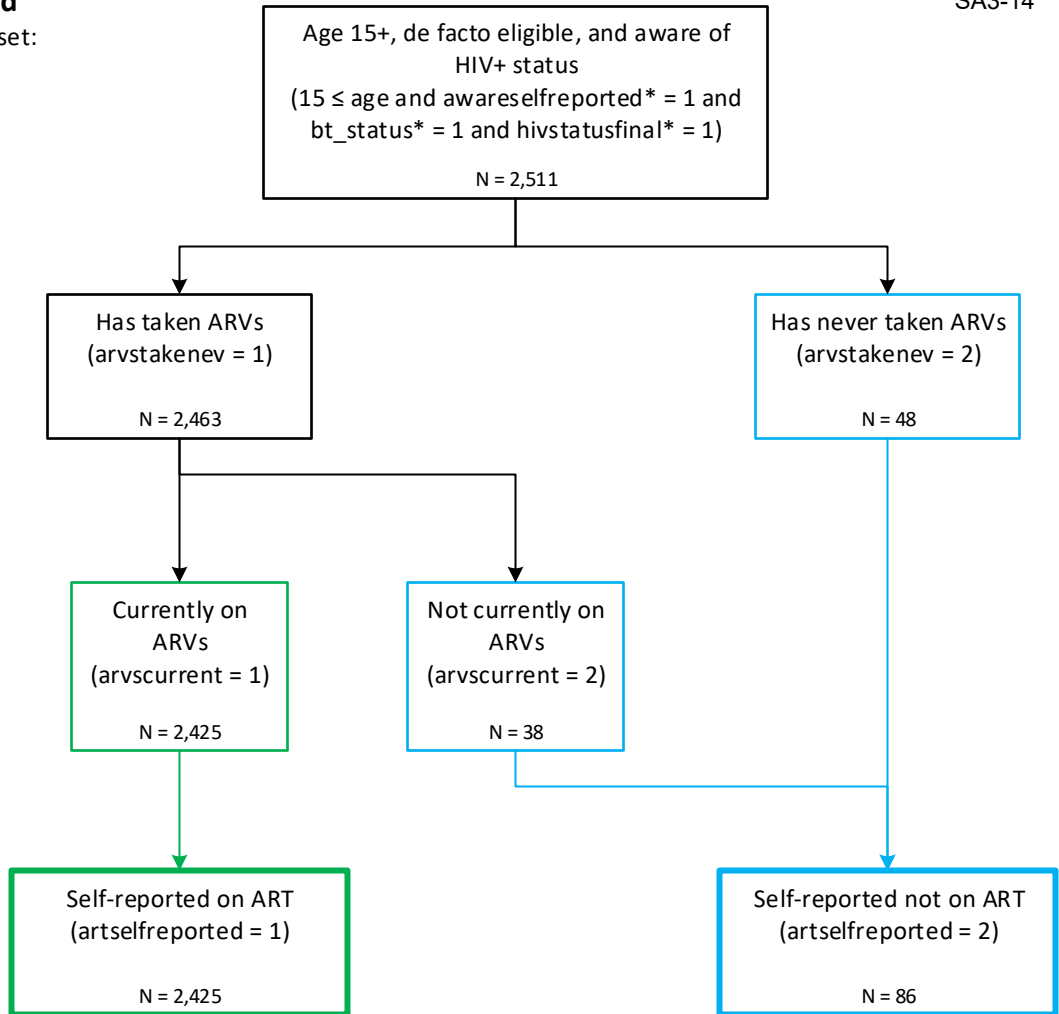 SA3-14
set:
Age 15+, de facto eligible, and aware of
HIV+ status
(15 ≤ age and awareselfreported* = 1 and
bt_status* = 1 and hivstatusfinal* = 1)
N = 2,511
Has taken ARVs
(arvstakenev = 1)
N = 2,463
Has never taken ARVs
(arvstakenev = 2)
N = 48
Currently on
ARVs
(arvscurrent = 1)
N = 2,425
Not currently on
ARVs
(arvscurrent = 2)
N = 38
Self-reported on ART
(artselfreported = 1)
N = 2,425
Self-reported not on ART
(artselfreported = 2)
N = 86